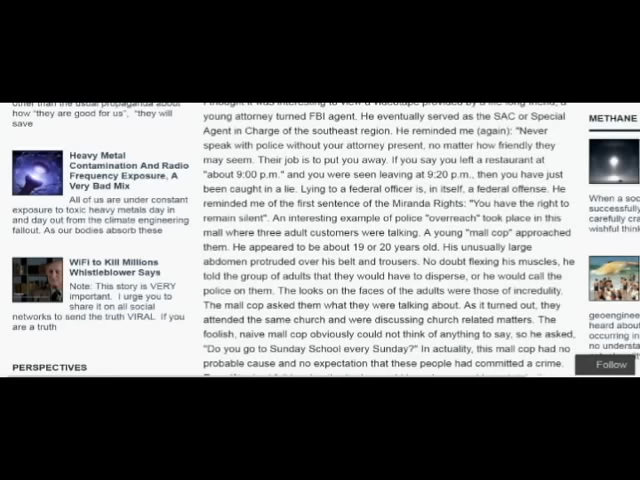 other than the usual propaganda about
how "they are good for us", "they will
save
Heavy Metal
Contamination And Radio
Frequency Exposure, A
Very Bad Mix
All of us are under constant
exposure to toxic heavy metals day in
and day out from the climate engineering
fallout. As our bodies absorb these
WiFi to Kill Millions
Whistleblower Says
Note: This story is VERY
important. I urge you to
share it on all social
networks to send the truth VIRAL If you
are a truth
PERSPECTIVES
I thought it was interesting to view a videotape provided by a life long friend, a
young attorney turned FBI agent. He eventually served as the SAC or Special
Agent in Charge of the southeast region. He reminded me (again): "Never
speak with police without your attorney present, no matter how friendly they
may seem. Their job is to put you away. If you say you left a restaurant at
"about 9:00 p.m." and you were seen leaving at 9:20 p.m., then you have just
been caught in a lie. Lying to a federal officer is, in itself, a federal offense. He
reminded me of the first sentence of the Miranda Rights: "You have the right to
remain silent". An interesting example of police "overreach" took place in this
mall where three adult customers were talking. A young "mall cop" approached
them. He appeared to be about 19 or 20 years old. His unusually large
abdomen protruded over his belt and trousers. No doubt flexing his muscles, he
told the group of adults that they would have to disperse, or he would call the
police on them. The looks on the faces of the adults were those of incredulity.
The mall cop asked them what they were talking about. As it turned out, they
attended the same church and were discussing church related matters. The
foolish, naive mall cop obviously could not think of anything to say, so he asked,
"Do you go to Sunday School every Sunday?" In actuality, this mall cop had no
probable cause and no expectation that these people had committed a crime.
METHANE
When a soc
successfully
carefully cra
wishful think
geoengineer
heard about
occurring in
no understa
Follow